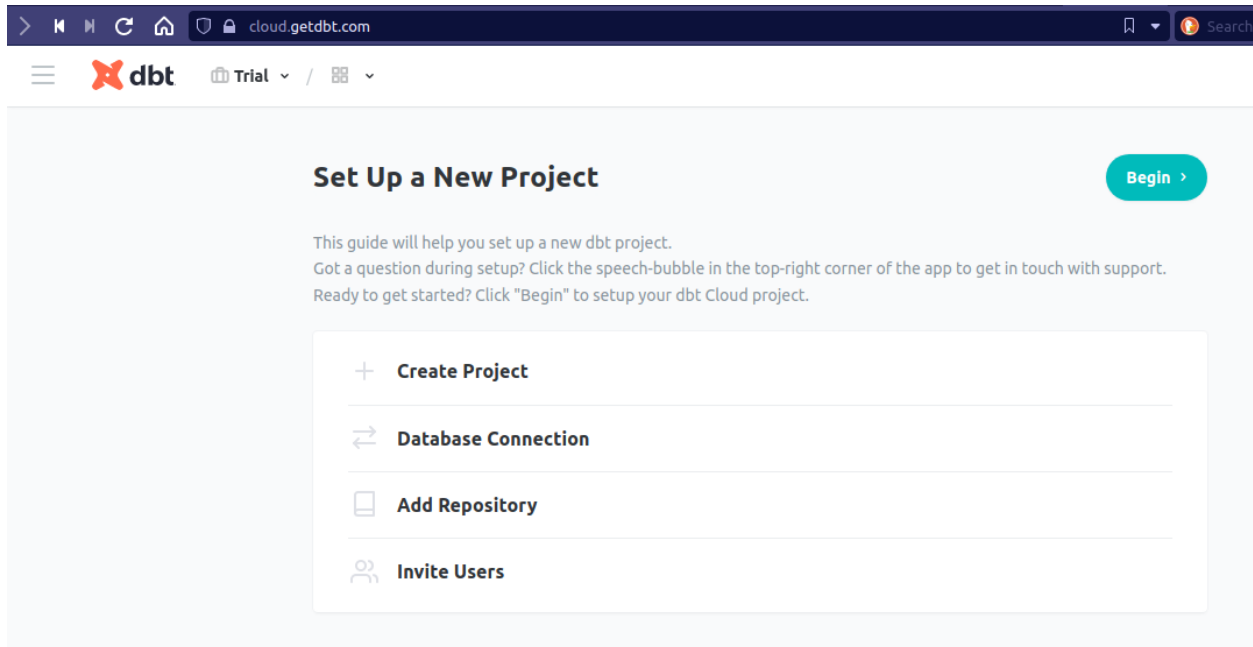 cloud.getdbt.com
Search
dbt
Trial /
Set Up a New Project
Begin
This guide will help you set up a new dbt project.
Got a question during setup? Click the speech-bubble in the top-right corner of the app to get in touch with support.
Ready to get started? Click "Begin" to setup your dbt Cloud project.
Create Project
Database Connection
Add Repository
Invite Users